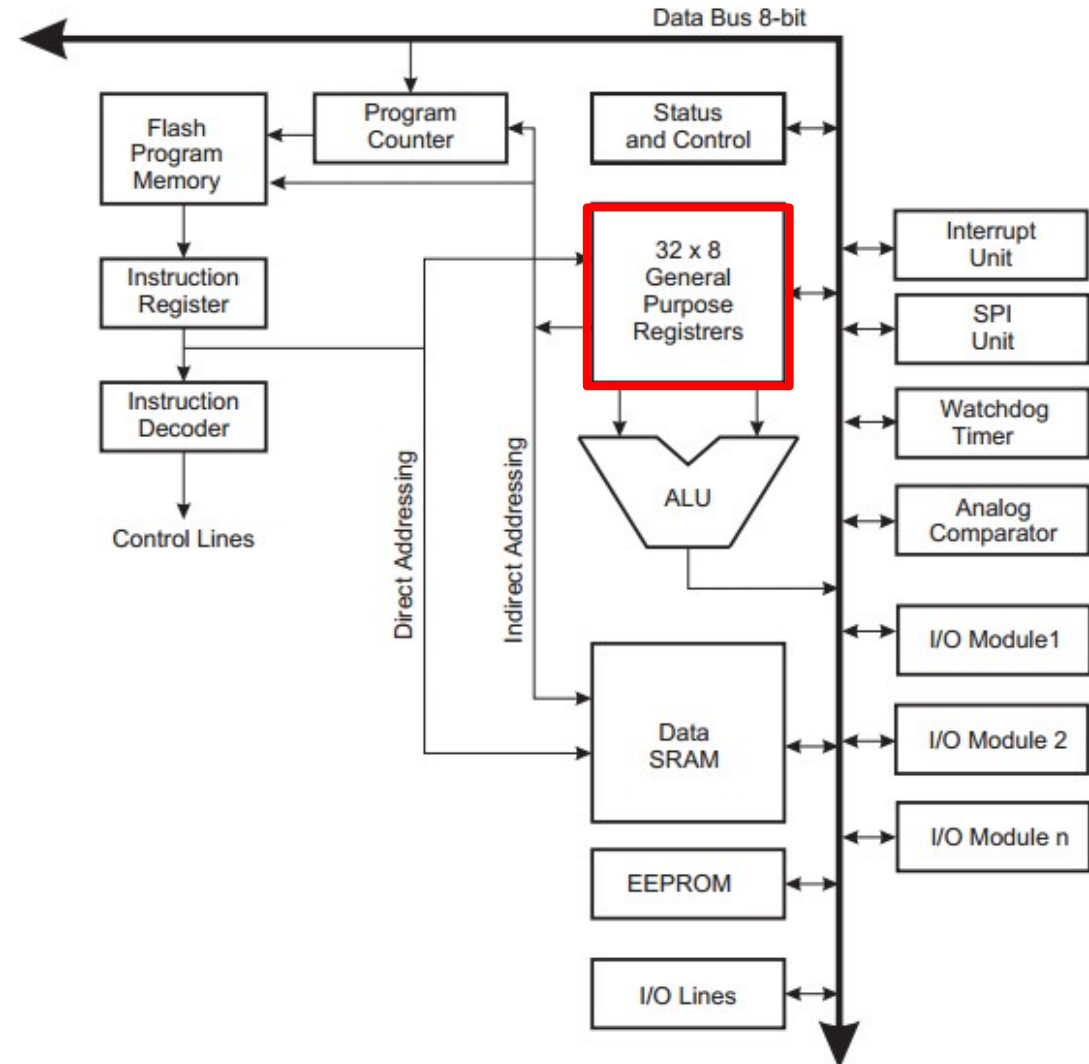 Data Bus 8-bit
Flash
Program
Memory
Program
Counter
Status
and Control
32 x 8
General
Purpose
Registrers
Interrupt
Unit
Instruction
Register
SPI
Unit
Instruction
Decoder
Watchdog
Timer
ALU
Analog
Comparator
Control Lines
Direct Addressing
Indirect Addressing
I/O Module1
Data
SRAM
I/O Module 2
I/O Module n
EEPROM
I/O Lines